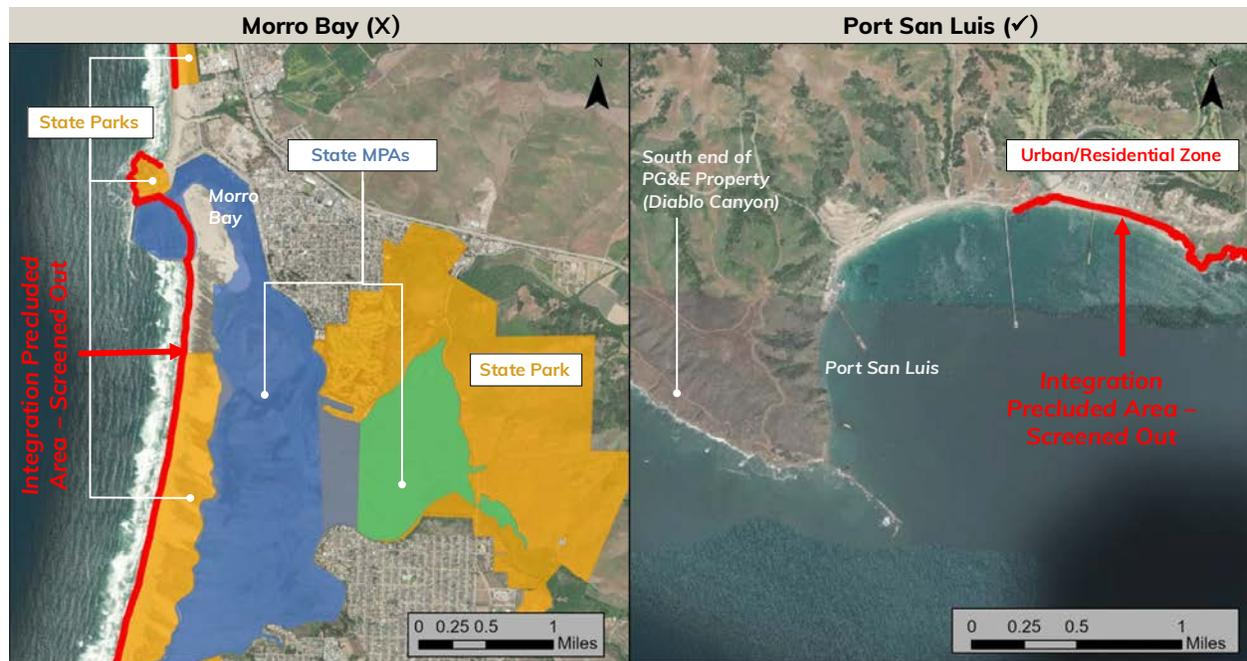 Morro Bay (X)
Port San Luis (✓)
State Parks
State MPAs
Morro
Bay
Integration Precluded
Area – Screened Out
State Park
0 0.25 0.5 1
Miles
N
South end of
PG&E Property
(Diablo Canyon)
Urban/Residential Zone
Port San Luis
Integration
Precluded Area –
Screened Out
0 0.25 0.5 1
Miles
N